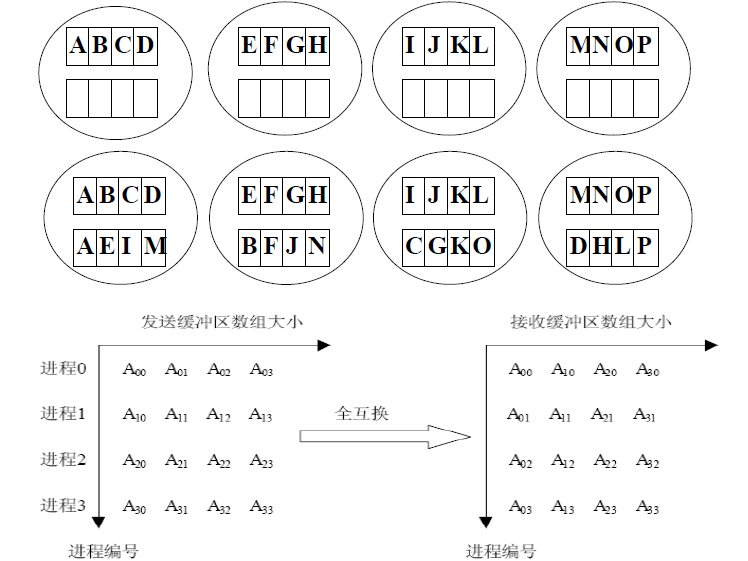 A B C D E F G H I J K L M N O P
A B C D E F G H I J K L M N O P
A E I M B F J N C G K O D H L P
发送缓冲区数组大小 接收缓冲区数组大小
进程0 A00 A01 A02 A03 A00 A10 A20 A30
进程1 A10 A11 A12 A13 全互换 A01 A11 A21 A31
进程2 A20 A21 A22 A23 A02 A12 A22 A32
进程3 A30 A31 A32 A33 A03 A13 A23 A33
进程编号 进程编号